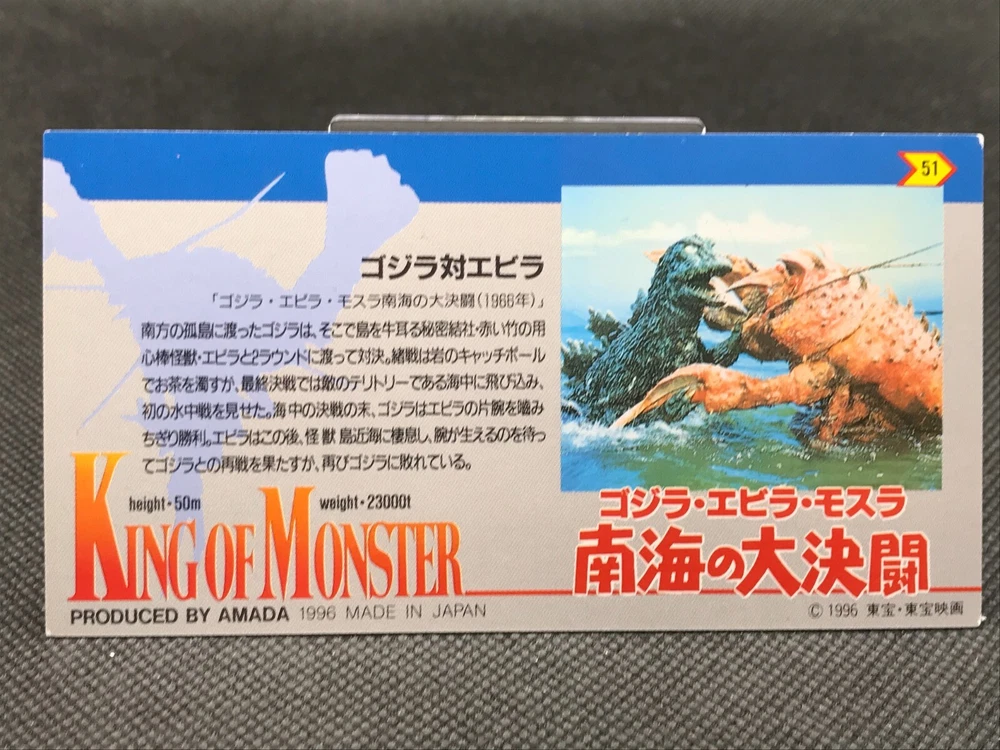 51
ゴジラ対エビラ
「ゴジラ・エビラ・モスラ南海の大決闘(1966年)」
南方の孤島に渡ったゴジラは、そこで島を牛耳る秘密結社・赤い竹の用
心棒怪獣・エビラと2ラウンドに渡って対決。緒戦は岩のキャッチボール
でお茶を濁すが、最終決戦では敵のテリトリーである海中に飛び込み、
初の水中戦を見せた。海中の決戦の末、ゴジラはエビラの片腕を噛み
ちぎり勝利。エビラはこの後、怪獣島近海に棲息し、腕が生えるのを待っ
てゴジラとの再戦を果たすが、再びゴジラに敗れている。
height・50m weight・23000t
KING OF MONSTER
PRODUCED BY AMADA 1996 MADE IN JAPAN
ゴジラ・エビラ・モスラ
南海の大決闘
© 1996 東宝・東宝映画